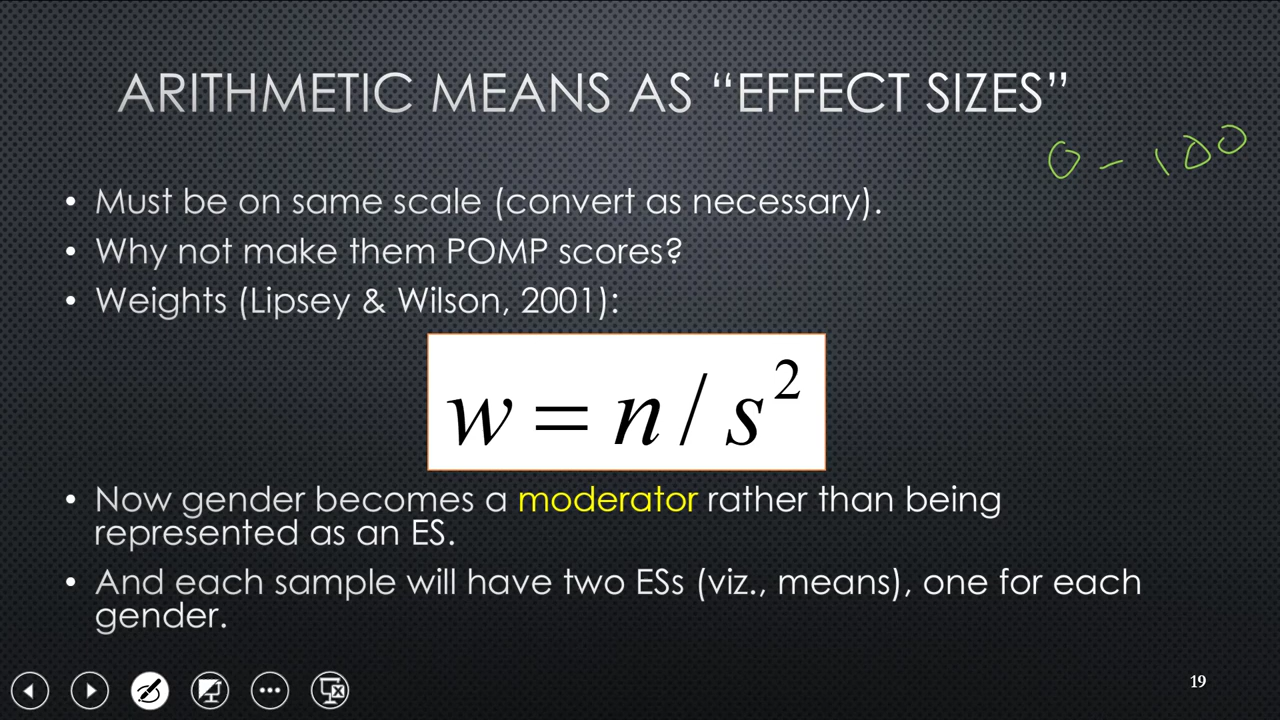 ARITHMETIC MEANS AS “EFFECT SIZES”
0 - 100
• Must be on same scale (convert as necessary).
• Why not make them POMP scores?
• Weights (Lipsey & Wilson, 2001):
w = n / s²
• Now gender becomes a moderator rather than being
represented as an ES.
• And each sample will have two ESs (viz., means), one for each
gender.
19